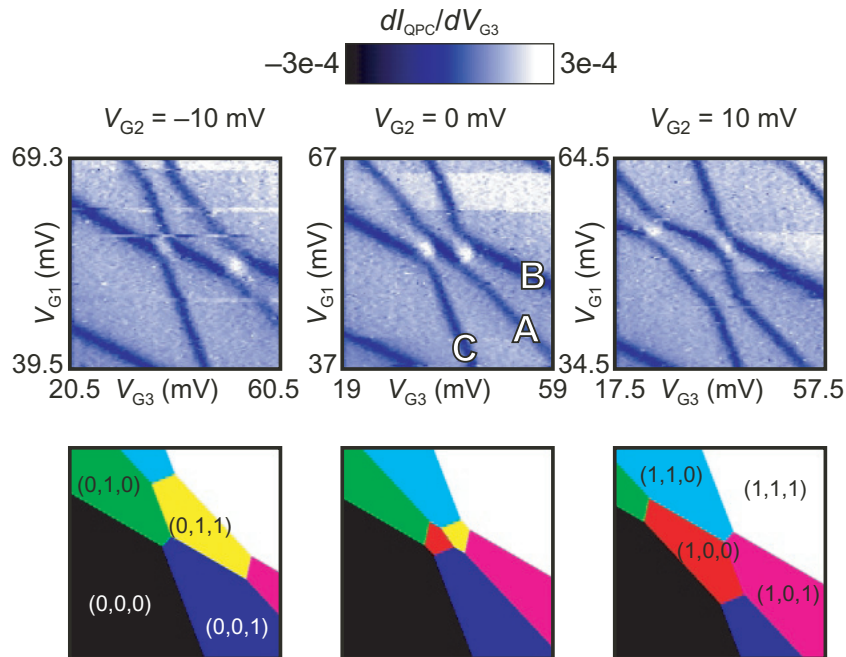 dI_QPC/dV_G3
–3e-4 3e-4
V_G2 = –10 mV V_G2 = 0 mV V_G2 = 10 mV
69.3 67 64.5
V_G1 (mV) V_G1 (mV) V_G1 (mV)
B
A
C
39.5 37 34.5
20.5 V_G3 (mV) 60.5 19 V_G3 (mV) 59 17.5 V_G3 (mV) 57.5
(0,1,0) (1,1,0)
(0,1,1) (1,1,1)
(1,0,0)
(0,0,0) (0,0,1) (1,0,1)